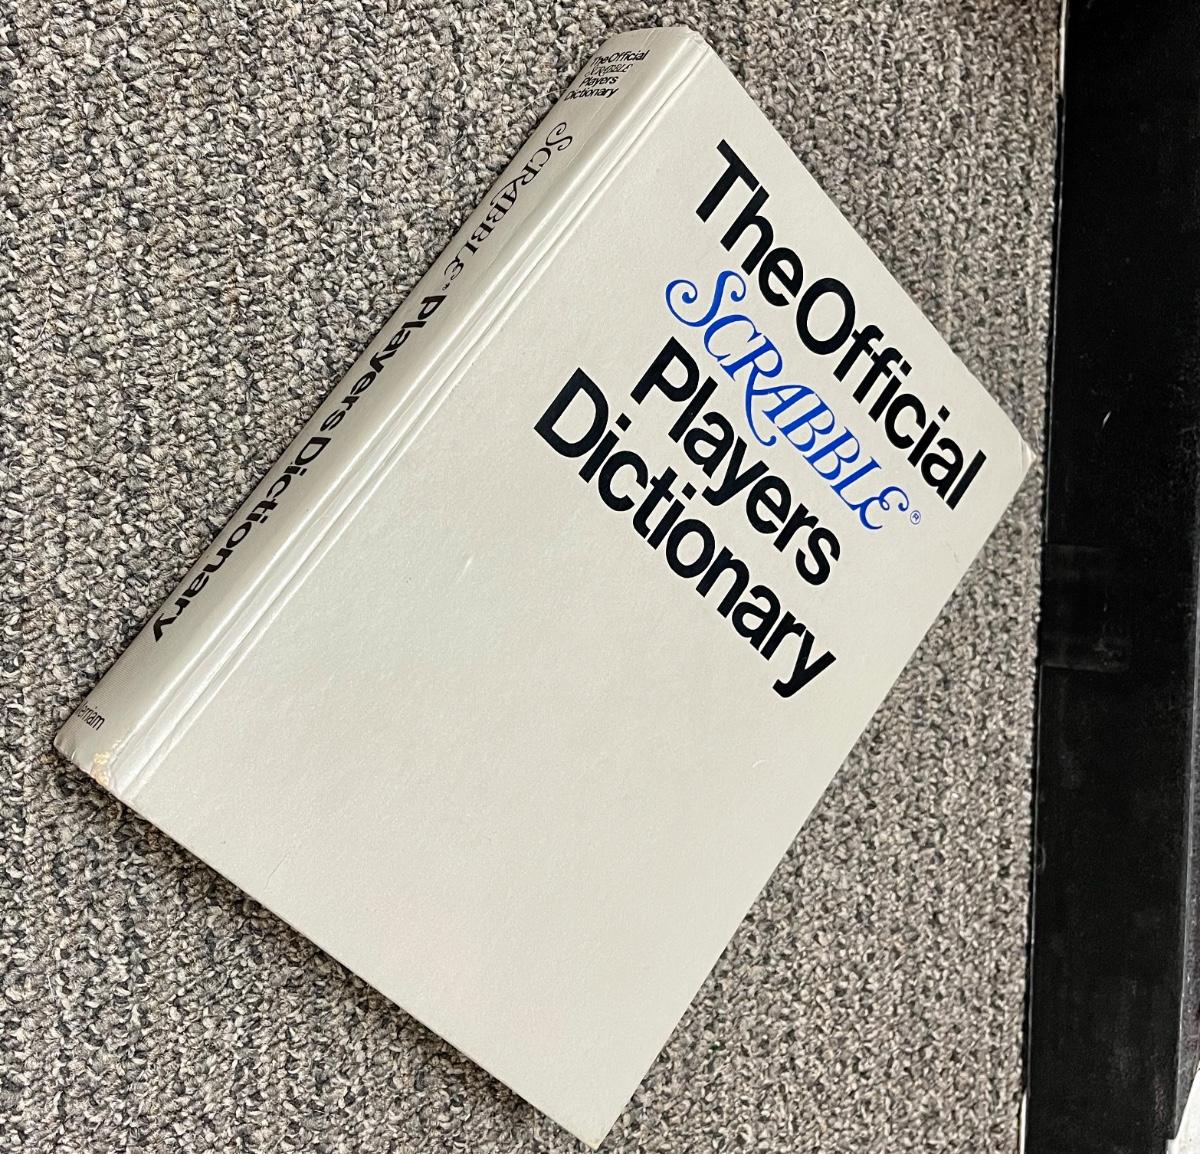 The Official
SCRABBLE®
Players
Dictionary
The Official
SCRABBLE
Players
Dictionary
SCRABBLE® Players Dictionary